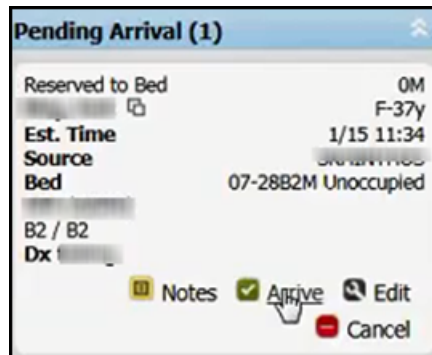 Pending Arrival (1)
Reserved to Bed 0M
F-37y
Est. Time 1/15 11:34
Source
Bed 07-28B2M Unoccupied
B2 / B2
Dx
Notes Arrive Edit
Cancel